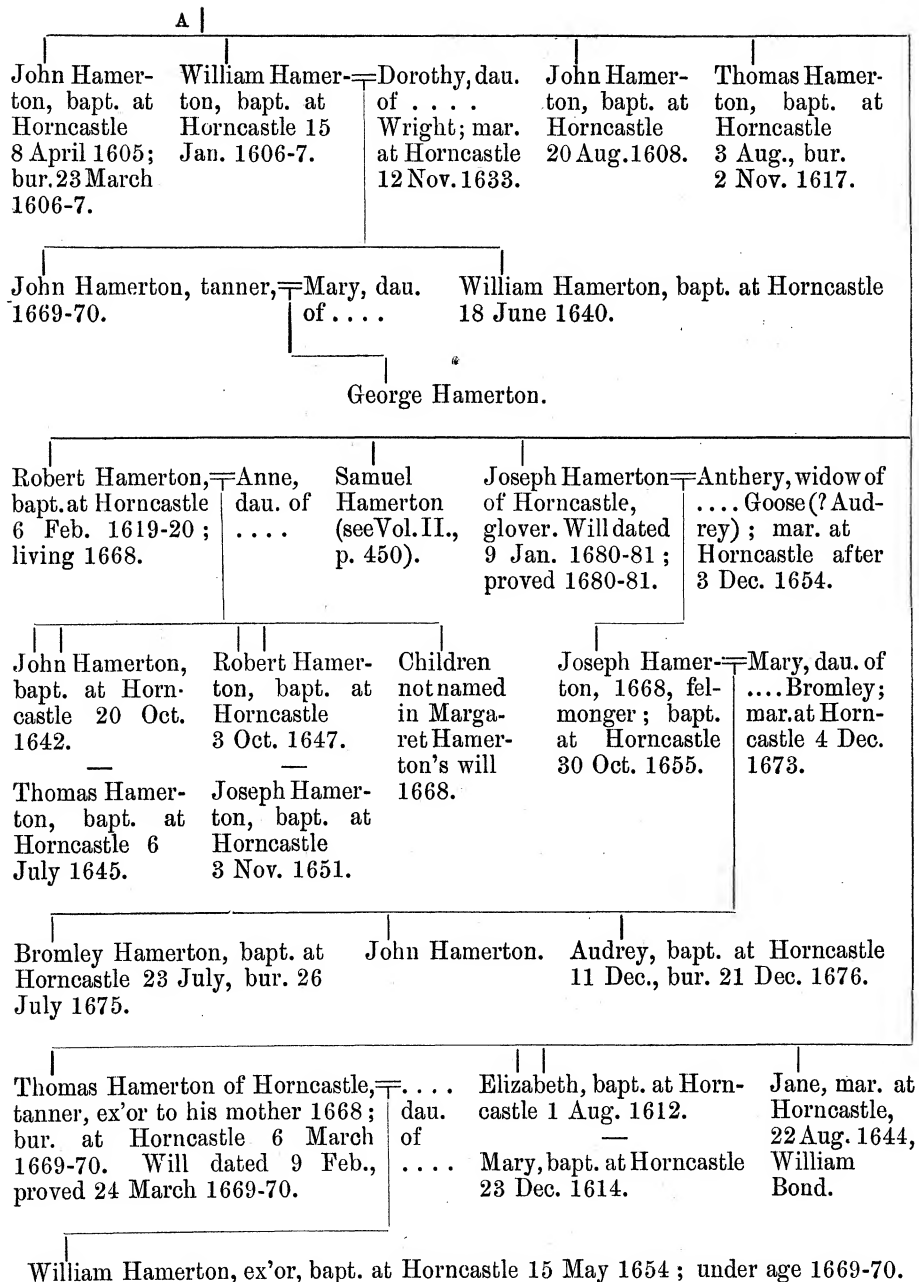 A
John Hamer-
ton, bapt. at
Horncastle
8 April 1605;
bur. 23 March
1606-7.
William Hamer-
ton, bapt. at
Horncastle 15
Jan. 1606-7.
Dorothy, dau.
of . . . .
Wright; mar.
at Horncastle
12 Nov. 1633.
John Hamer-
ton, bapt. at
Horncastle
20 Aug. 1608.
Thomas Hamer-
ton, bapt. at
Horncastle
3 Aug., bur.
2 Nov. 1617.
John Hamerton, tanner,
1669-70.
Mary, dau.
of . . . .
William Hamerton, bapt. at Horncastle
18 June 1640.
George Hamerton.
Robert Hamerton,
bapt. at Horncastle
6 Feb. 1619-20;
living 1668.
Anne,
dau. of
. . . .
Samuel
Hamerton
(see Vol. II.,
p. 450).
Joseph Hamerton
of Horncastle,
glover. Will dated
9 Jan. 1680-81;
proved 1680-81.
Anthery, widow of
. . . . Goose (? Aud-
rey); mar. at
Horncastle after
3 Dec. 1654.
John Hamerton,
bapt. at Horn-
castle 20 Oct.
1642.
—
Thomas Hamer-
ton, bapt. at
Horncastle 6
July 1645.
Robert Hamer-
ton, bapt. at
Horncastle
3 Oct. 1647.
—
Joseph Hamer-
ton, bapt. at
Horncastle
3 Nov. 1651.
Children
not named
in Marga-
ret Hamer-
ton's will
1668.
Joseph Hamer-
ton, 1668, fel-
monger; bapt.
at Horncastle
30 Oct. 1655.
Mary, dau. of
. . . . Bromley;
mar. at Horn-
castle 4 Dec.
1673.
Bromley Hamerton, bapt. at
Horncastle 23 July, bur. 26
July 1675.
John Hamerton.
Audrey, bapt. at Horncastle
11 Dec., bur. 21 Dec. 1676.
Thomas Hamerton of Horncastle,
tanner, ex'or to his mother 1668;
bur. at Horncastle 6 March
1669-70. Will dated 9 Feb.,
proved 24 March 1669-70.
. . . .
dau.
of
. . . .
Elizabeth, bapt. at Horn-
castle 1 Aug. 1612.
—
Mary, bapt. at Horncastle
23 Dec. 1614.
Jane, mar. at
Horncastle,
22 Aug. 1644,
William
Bond.
William Hamerton, ex'or, bapt. at Horncastle 15 May 1654; under age 1669-70.